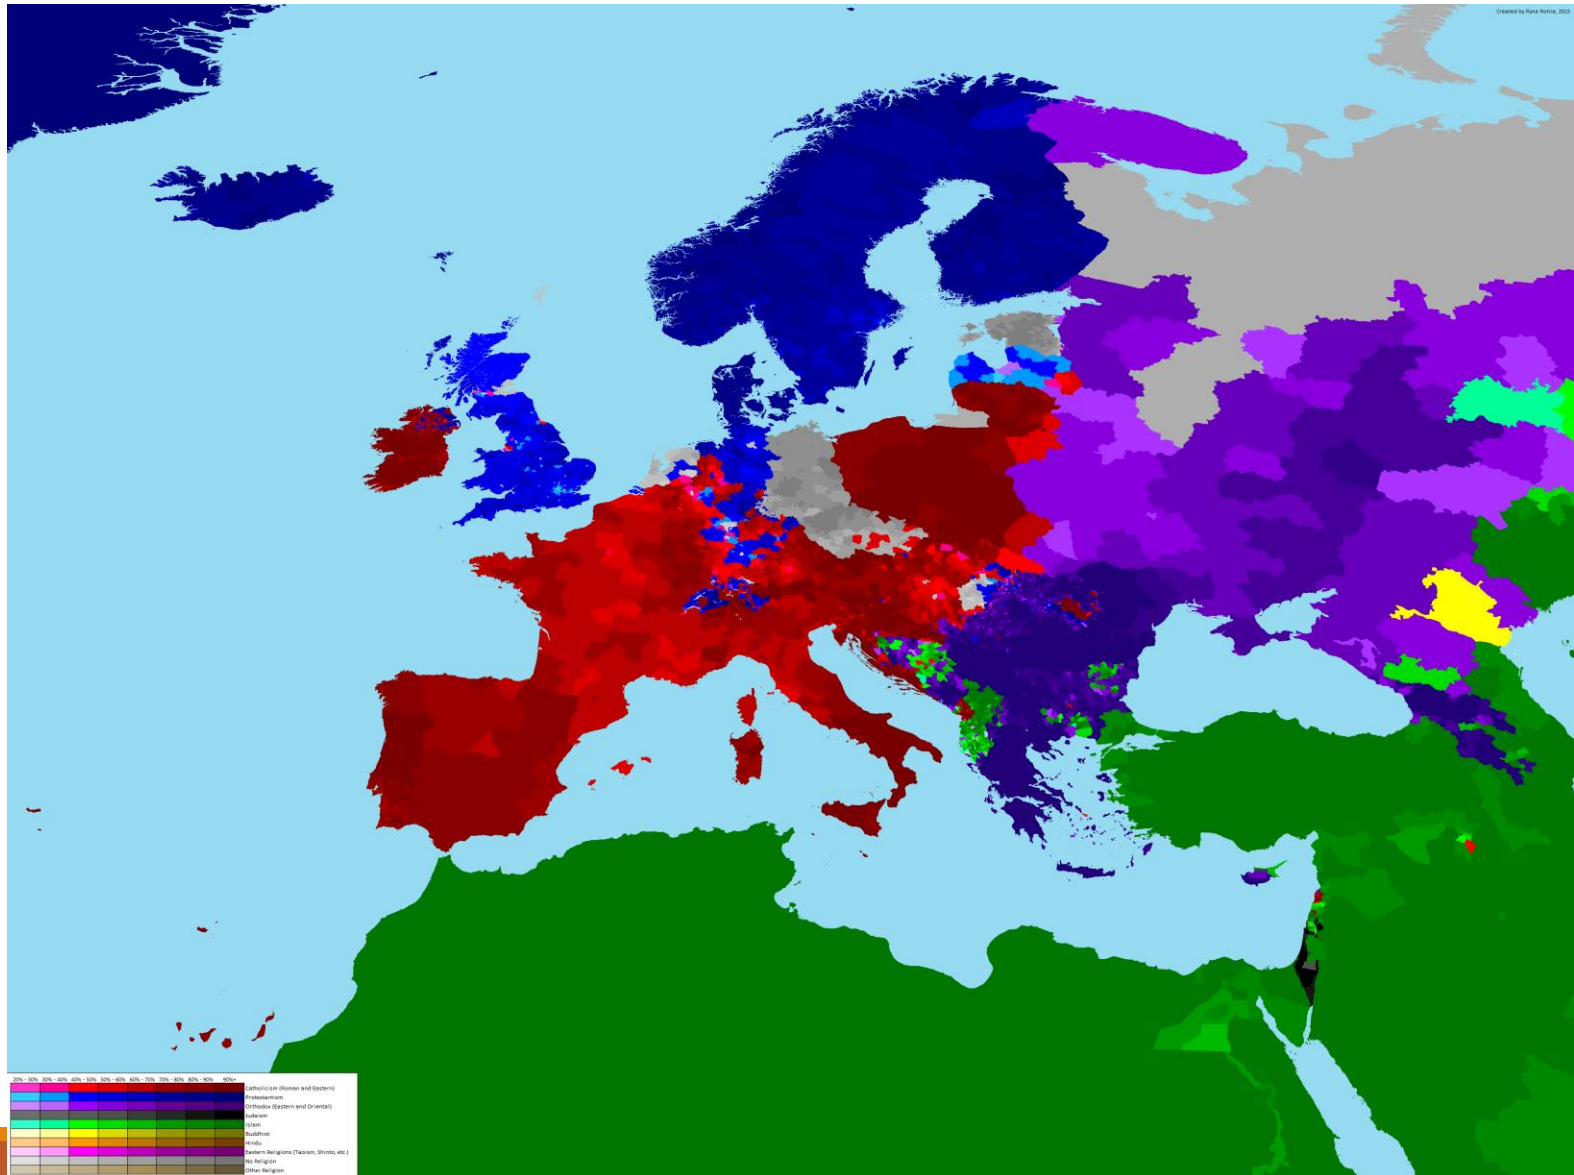 Created by Rune Rohla, 2013
20% - 30% 30% - 40% 40% - 50% 50% - 60% 60% - 70% 70% - 80% 80% - 90% 90%+
Catholicism (Roman and Eastern)
Protestantism
Orthodox (Eastern and Oriental)
Judaism
Islam
Buddhist
Hindu
Eastern Religions (Taoism, Shinto, etc.)
No Religion
Other Religion